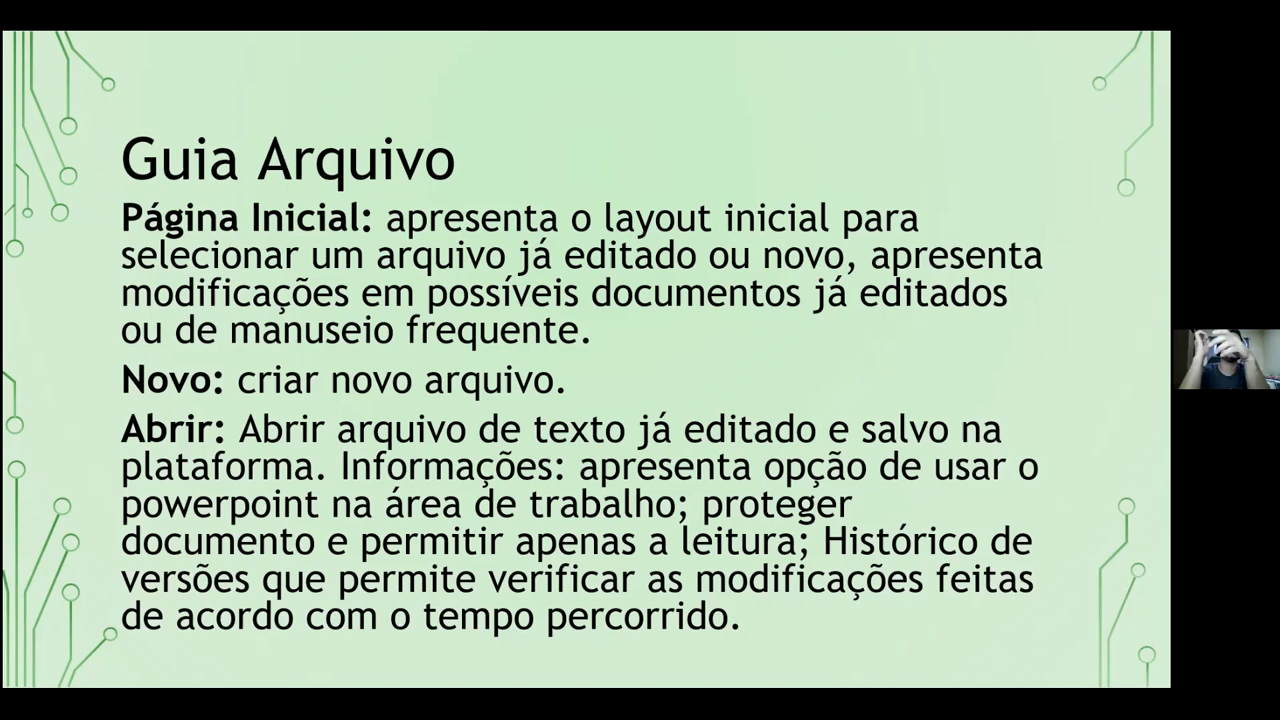 Guia Arquivo
Página Inicial: apresenta o layout inicial para
selecionar um arquivo já editado ou novo, apresenta
modificações em possíveis documentos já editados
ou de manuseio frequente.
Novo: criar novo arquivo.
Abrir: Abrir arquivo de texto já editado e salvo na
plataforma. Informações: apresenta opção de usar o
powerpoint na área de trabalho; proteger
documento e permitir apenas a leitura; Histórico de
versões que permite verificar as modificações feitas
de acordo com o tempo percorrido.